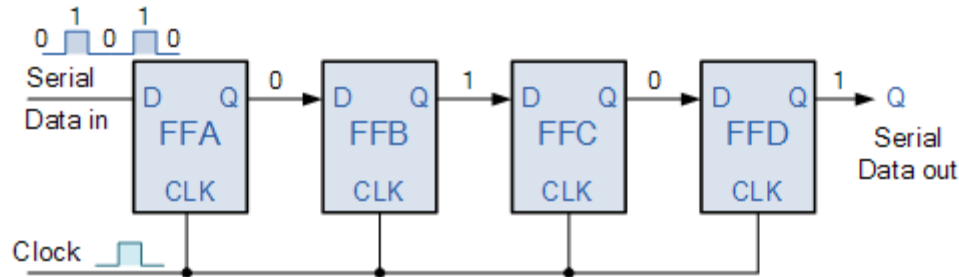 0 1 0 1 0
Serial
Data in
D Q 0 D Q 1 D Q 0 D Q 1 Q
FFA FFB FFC FFD
CLK CLK CLK CLK
Serial
Data out
Clock